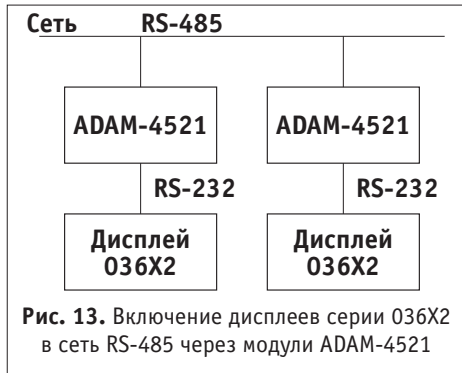 Сеть RS-485
ADAM-4521 ADAM-4521
RS-232 RS-232
Дисплей Дисплей
036X2 036X2
Рис. 13. Включение дисплеев серии 036X2
в сеть RS-485 через модули ADAM-4521